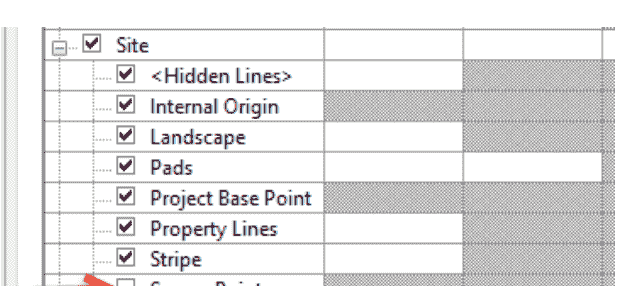 Site
<Hidden Lines>
Internal Origin
Landscape
Pads
Project Base Point
Property Lines
Stripe